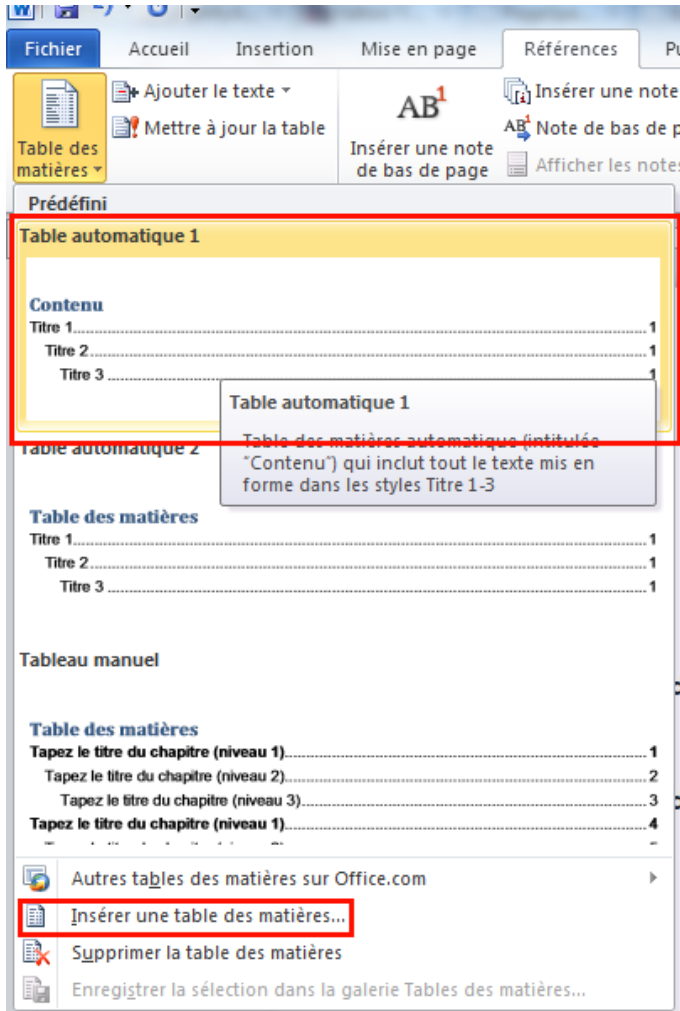 Fichier Accueil Insertion Mise en page Références
Ajouter le texte
Mettre à jour la table
Table des
matières
AB1
Insérer une note
de bas de page
Insérer une note
AB1 Note de bas de
Afficher les notes
Prédéfini
Table automatique 1
Contenu
Titre 1 1
Titre 2 1
Titre 3 1
Table automatique 1
Table des matières automatique (intitulée
"Contenu") qui inclut tout le texte mis en
forme dans les styles Titre 1-3
Table automatique 2
Table des matières
Titre 1 1
Titre 2 1
Titre 3 1
Tableau manuel
Table des matières
Tapez le titre du chapitre (niveau 1) 1
Tapez le titre du chapitre (niveau 2) 2
Tapez le titre du chapitre (niveau 3) 3
Tapez le titre du chapitre (niveau 1) 4
Autres tables des matières sur Office.com
Insérer une table des matières...
Supprimer la table des matières
Enregistrer la sélection dans la galerie Tables des matières...